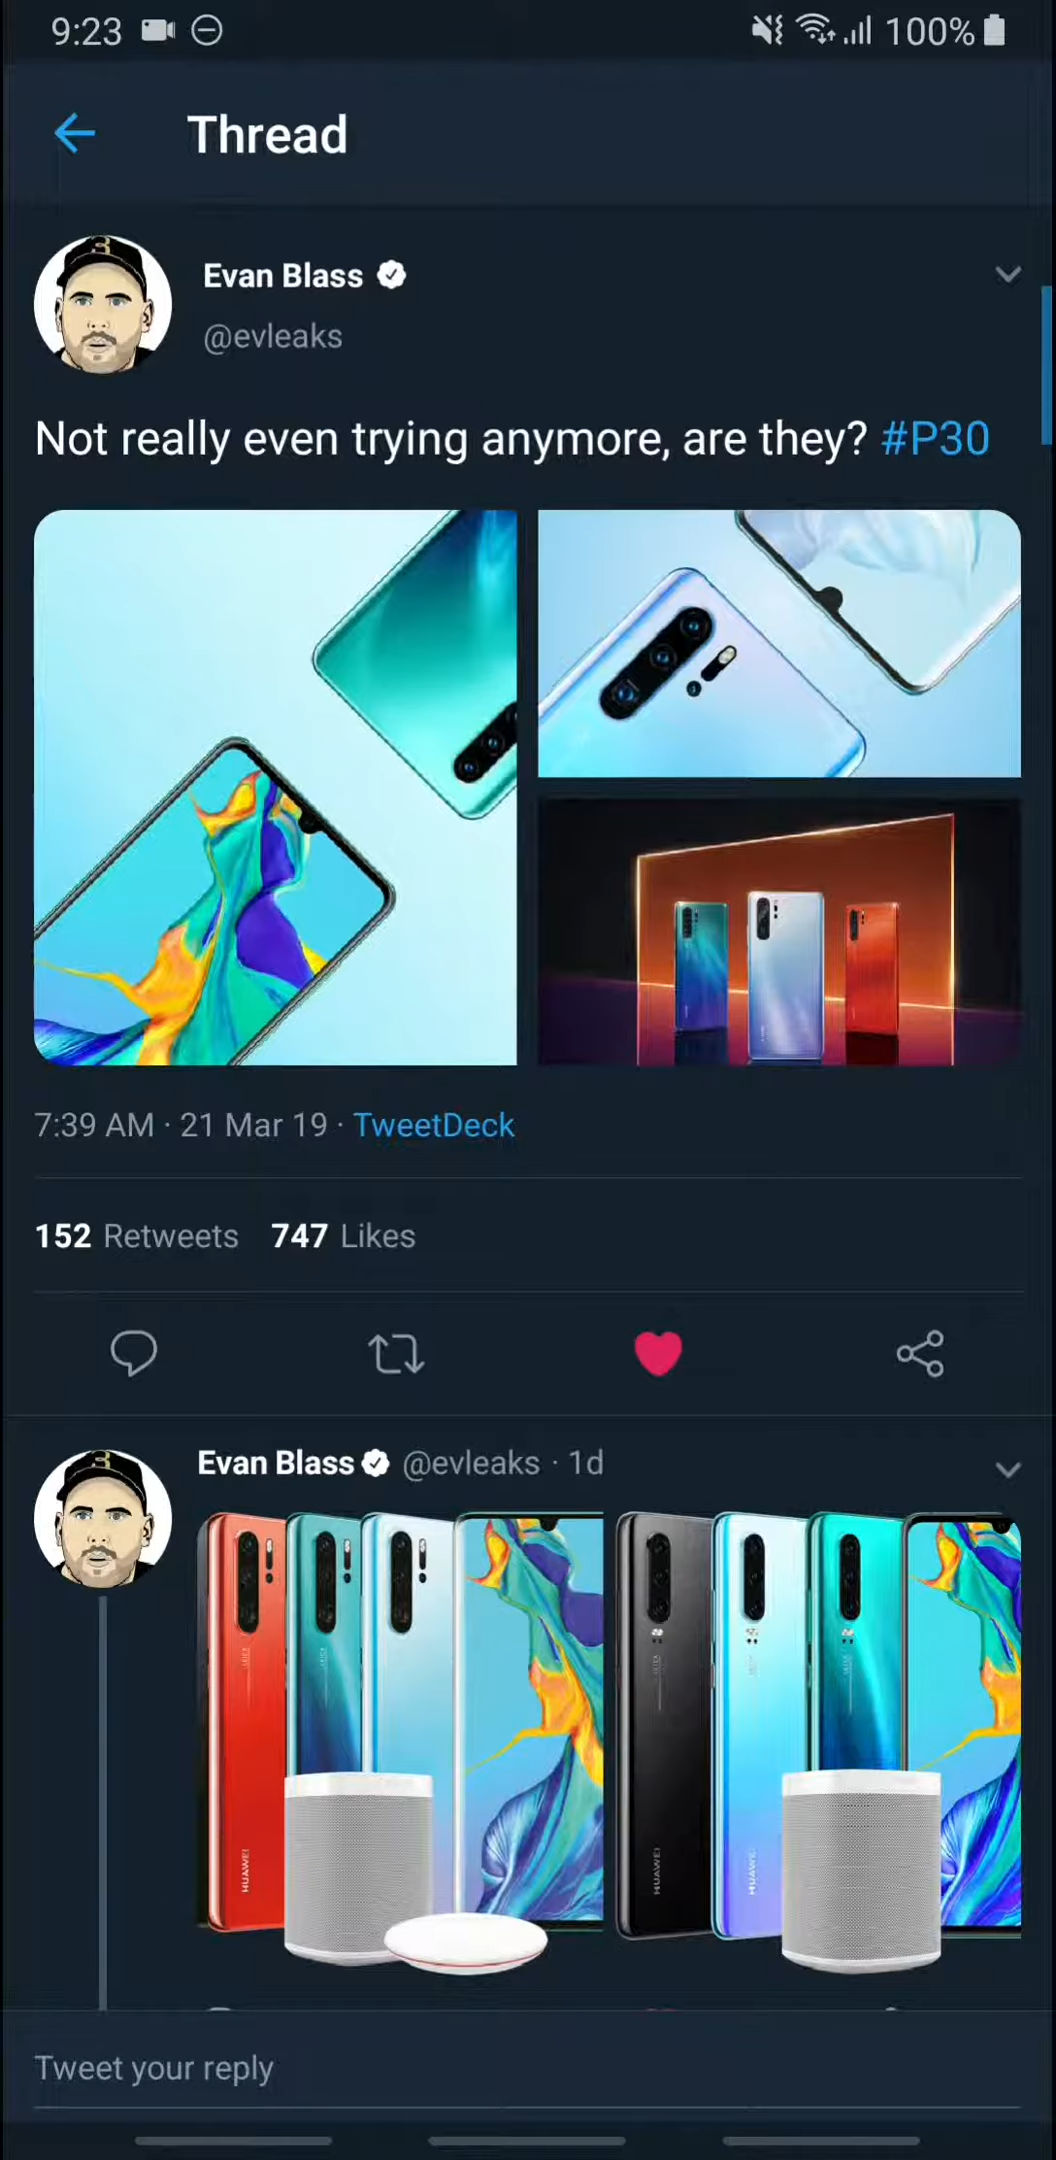 9:23 100%
Thread
Evan Blass
@evleaks
Not really even trying anymore, are they? #P30
7:39 AM · 21 Mar 19 · TweetDeck
152 Retweets 747 Likes
Evan Blass @evleaks · 1d
HUAWEI
HUAWEI
HUAWEI
Tweet your reply